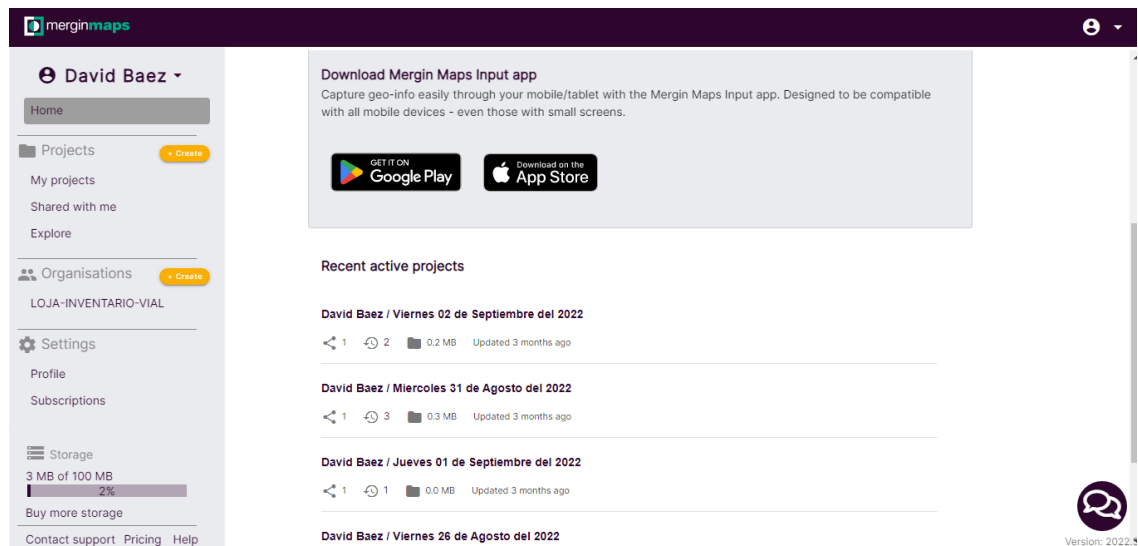 merginmaps
David Baez
Home
Projects
+ Create
My projects
Shared with me
Explore
Organisations
+ Create
LOJA-INVENTARIO-VIAL
Settings
Profile
Subscriptions
Storage
3 MB of 100 MB
2%
Buy more storage
Contact support Pricing Help
Download Mergin Maps Input app
Capture geo-info easily through your mobile/tablet with the Mergin Maps Input app. Designed to be compatible
with all mobile devices - even those with small screens.
GET IT ON
Google Play
Download on the
App Store
Recent active projects
David Baez / Viernes 02 de Septiembre del 2022
1 2 0.2 MB Updated 3 months ago
David Baez / Miercoles 31 de Agosto del 2022
1 3 0.3 MB Updated 3 months ago
David Baez / Jueves 01 de Septiembre del 2022
1 1 0.0 MB Updated 3 months ago
David Baez / Viernes 26 de Agosto del 2022
Version: 2022.